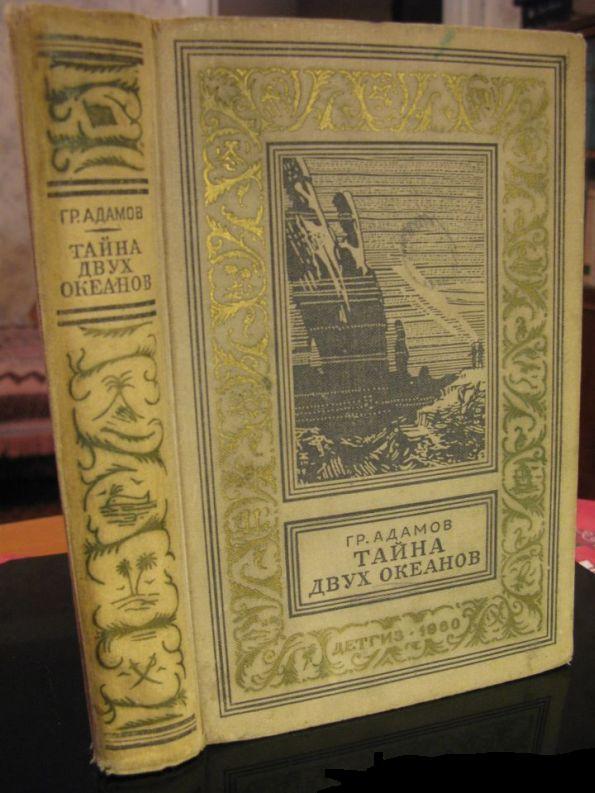 ГР. АДАМОВ
ТАЙНА
ДВУХ
ОКЕАНОВ
ГР. АДАМОВ
ТАЙНА
ДВУХ ОКЕАНОВ
ДЕТГИЗ · 1960